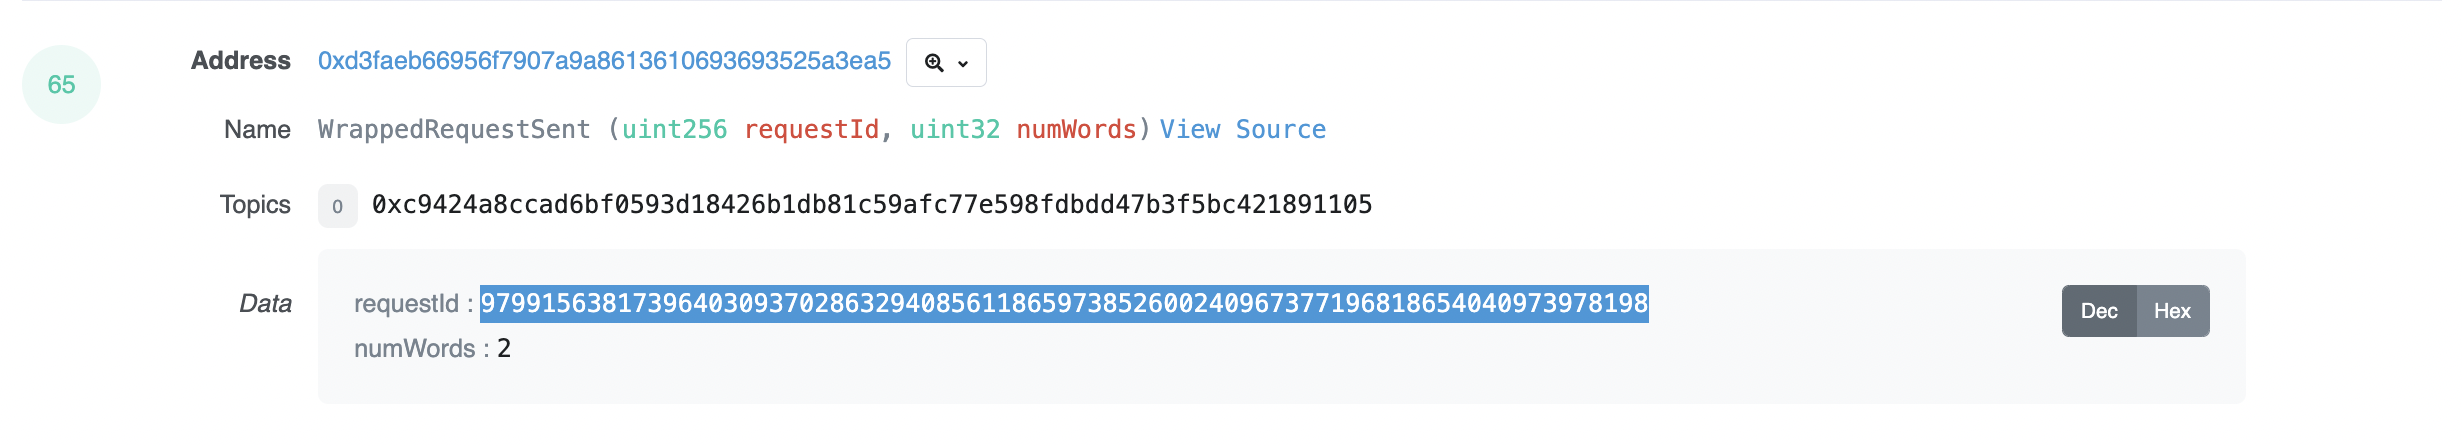 65
Address 0xd3faeb66956f7907a9a8613610693693525a3ea5
Name WrappedRequestSent (uint256 requestId, uint32 numWords) View Source
Topics 0 0xc9424a8ccad6bf0593d18426b1db81c59afc77e598fdbdd47b3f5bc421891105
Data requestId : 97991563817396403093702863294085611865973852600240967377196818654040973978198 Dec Hex
numWords : 2